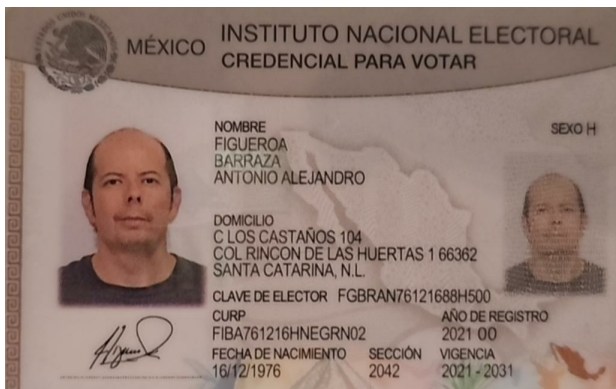 MÉXICO
INSTITUTO NACIONAL ELECTORAL
CREDENCIAL PARA VOTAR
NOMBRE
FIGUEROA
BARRAZA
ANTONIO ALEJANDRO
SEXO H
DOMICILIO
C LOS CASTAÑOS 104
COL RINCON DE LAS HUERTAS 1 66362
SANTA CATARINA, N.L.
CLAVE DE ELECTOR FGBRAN76121688H500
CURP
FIBA761216HNEGRN02
AÑO DE REGISTRO
2021 00
FECHA DE NACIMIENTO
16/12/1976
SECCIÓN
2042
VIGENCIA
2021 - 2031